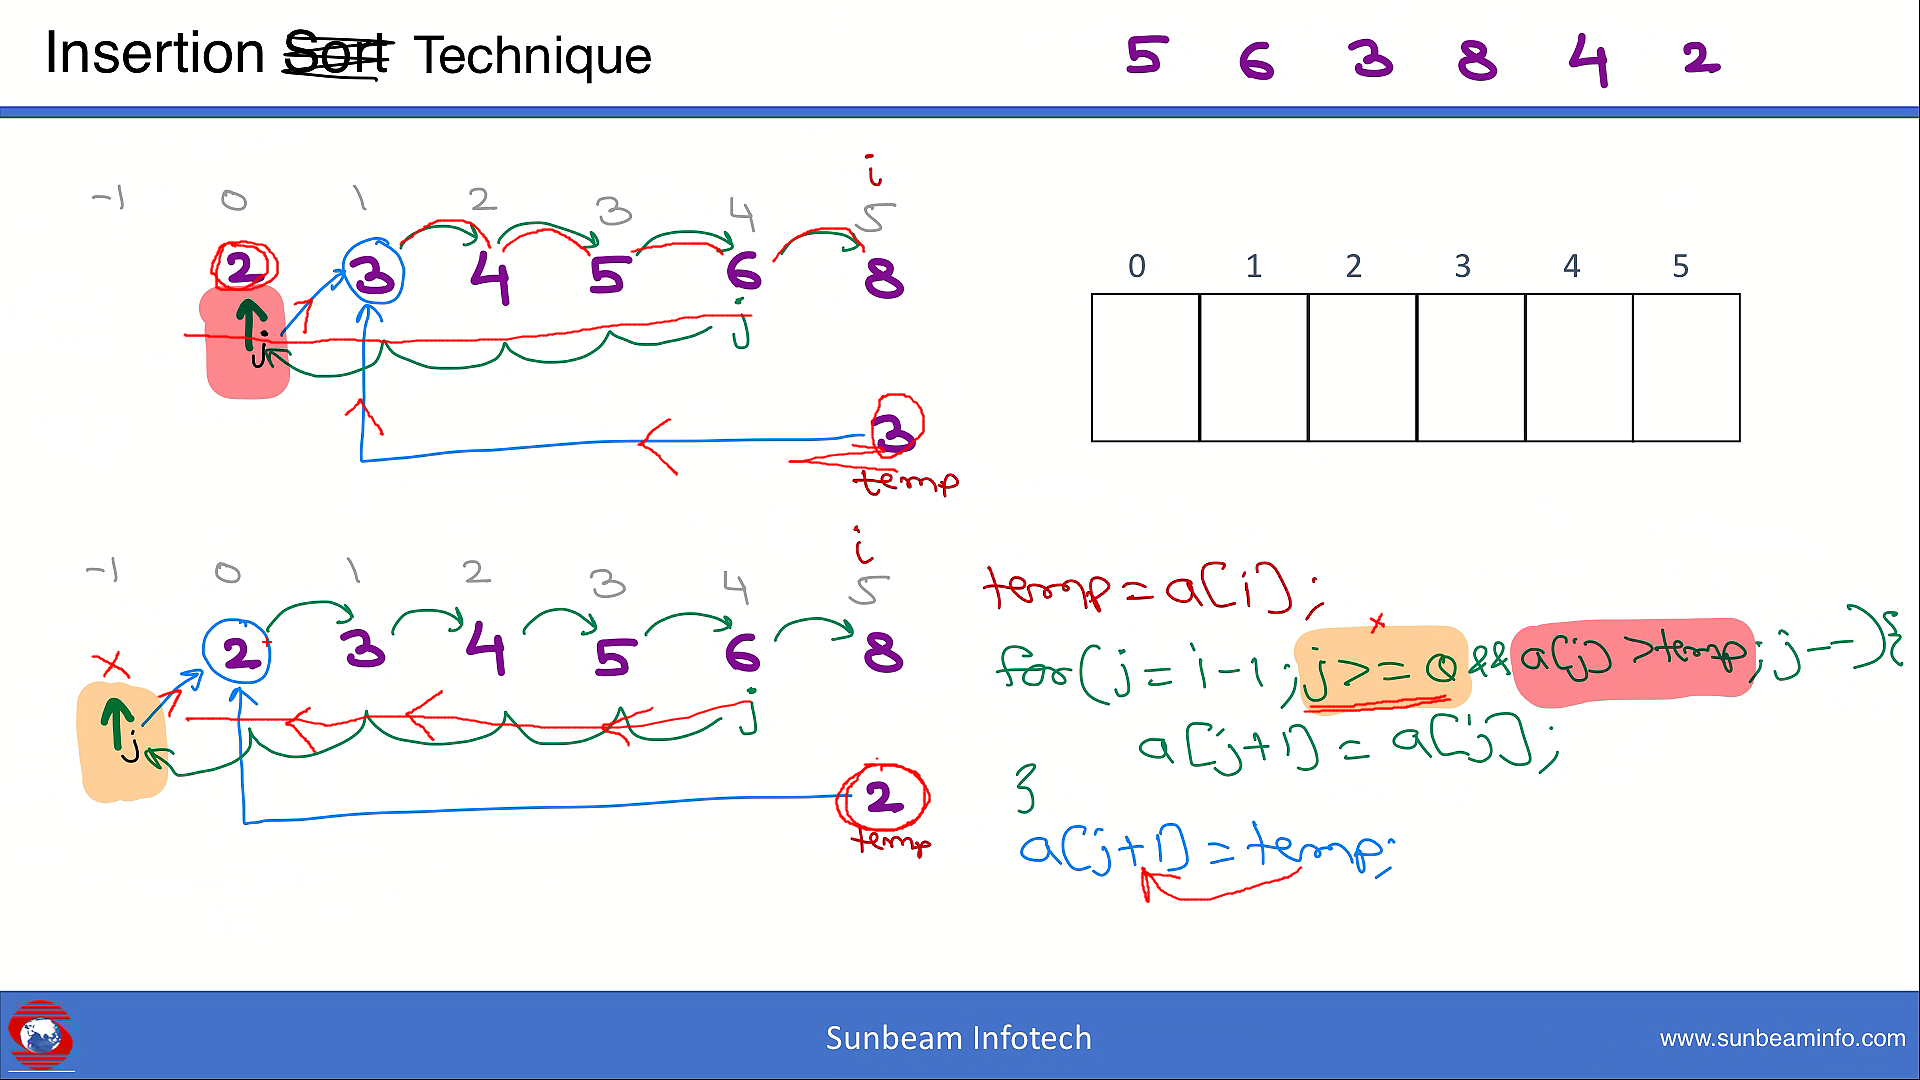 Insertion Sort Technique
5 6 3 8 4 2
i
-1 0 1 2 3 4 5
2 3 4 5 6 8
j j
3
temp
0 1 2 3 4 5
i
-1 0 1 2 3 4 5
x 2 3 4 5 6 8
j j
2
temp
temp = a[i];
x
for(j = i-1; j>=0 && a[j] >temp; j--){
a[j+1] = a[j];
}
a[j+1] = temp;
Sunbeam Infotech
www.sunbeaminfo.com